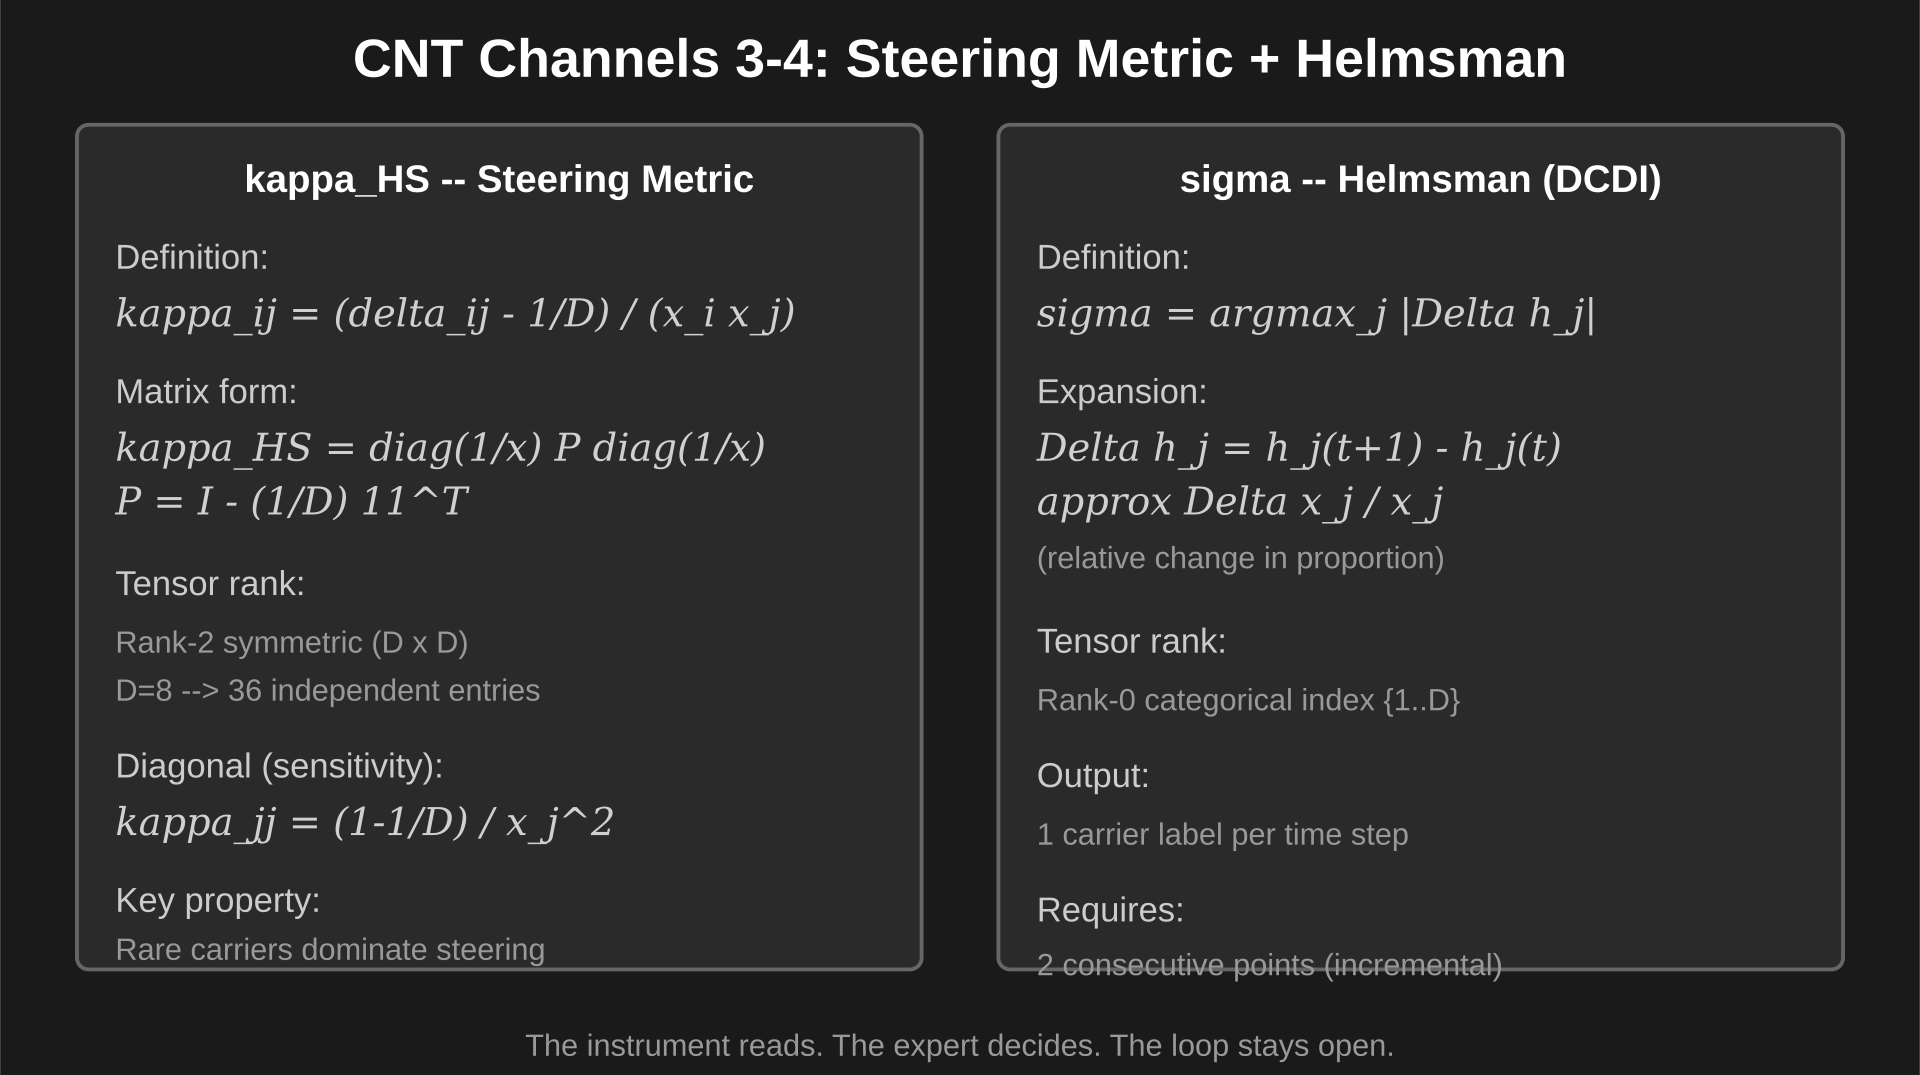 CNT Channels 3-4: Steering Metric + Helmsman
kappa_HS -- Steering Metric
Definition:
kappa_ij = (delta_ij - 1/D) / (x_i x_j)
Matrix form:
kappa_HS = diag(1/x) P diag(1/x)
P = I - (1/D) 11^T
Tensor rank:
Rank-2 symmetric (D x D)
D=8 --> 36 independent entries
Diagonal (sensitivity):
kappa_jj = (1-1/D) / x_j^2
Key property:
Rare carriers dominate steering
sigma -- Helmsman (DCDI)
Definition:
sigma = argmax_j |Delta h_j|
Expansion:
Delta h_j = h_j(t+1) - h_j(t)
approx Delta x_j / x_j
(relative change in proportion)
Tensor rank:
Rank-0 categorical index {1..D}
Output:
1 carrier label per time step
Requires:
2 consecutive points (incremental)
The instrument reads. The expert decides. The loop stays open.